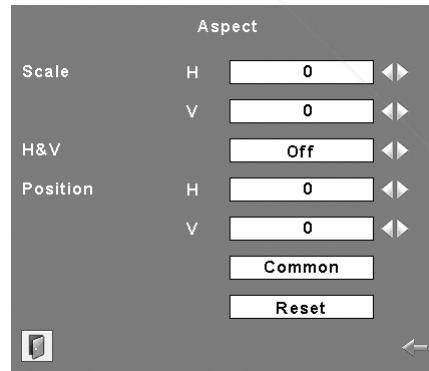 Aspect
Scale H 0
V 0
H&V Off
Position H 0
V 0
Common
Reset